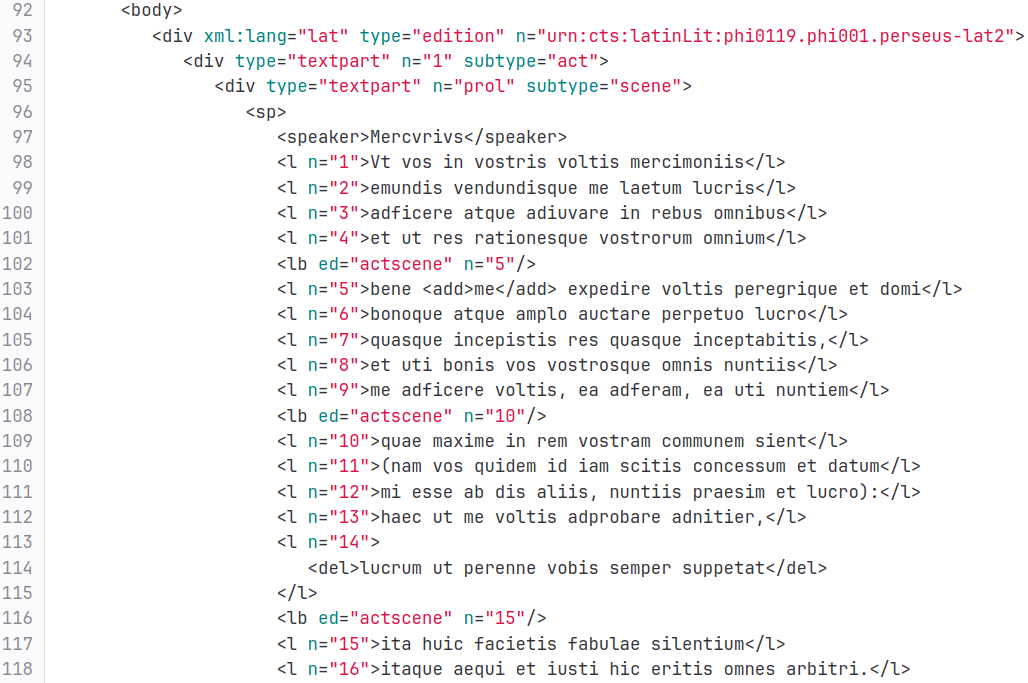 92 <body>
93 <div xml:lang="lat" type="edition" n="urn:cts:latinLit:phi0119.phi001.perseus-lat2">
94 <div type="textpart" n="1" subtype="act">
95 <div type="textpart" n="prol" subtype="scene">
96 <sp>
97 <speaker>Mercvrivs</speaker>
98 <l n="1">Vt vos in vostris voltis mercimoniis</l>
99 <l n="2">emundis vendundisque me laetum lucris</l>
100 <l n="3">adficere atque adiuvare in rebus omnibus</l>
101 <l n="4">et ut res rationesque vostrorum omnium</l>
102 <lb ed="actscene" n="5"/>
103 <l n="5">bene <add>me</add> expedire voltis peregrique et domi</l>
104 <l n="6">bonoque atque amplo auctare perpetuo lucro</l>
105 <l n="7">quasque incepistis res quasque inceptabitis,</l>
106 <l n="8">et uti bonis vos vostrosque omnis nuntiis</l>
107 <l n="9">me adficere voltis, ea adferam, ea uti nuntiem</l>
108 <lb ed="actscene" n="10"/>
109 <l n="10">quae maxime in rem vostram communem sient</l>
110 <l n="11">(nam vos quidem id iam scitis concessum et datum</l>
111 <l n="12">mi esse ab dis aliis, nuntiis praesim et lucro):</l>
112 <l n="13">haec ut me voltis adprobare adnitier,</l>
113 <l n="14">
114 <del>lucrum ut perenne vobis semper suppetat</del>
115 </l>
116 <lb ed="actscene" n="15"/>
117 <l n="15">ita huic facietis fabulae silentium</l>
118 <l n="16">itaque aequi et iusti hic eritis omnes arbitri.</l>